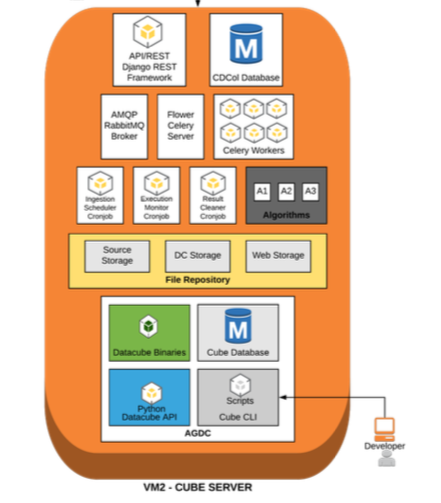 API/REST
Django REST
Framework
CDCol Database
AMQP
RabbitMQ
Broker
Flower
Celery
Server
Celery Workers
Ingestion
Scheduler
Cronjob
Execution
Monitor
Cronjob
Result
Cleaner
Cronjob
A1
A2
A3
Algorithms
Source
Storage
DC Storage
Web Storage
File Repository
Datacube Binaries
M
Cube Database
Python
Datacube API
Scripts
Cube CLI
AGDC
Developer
VM2 - CUBE SERVER